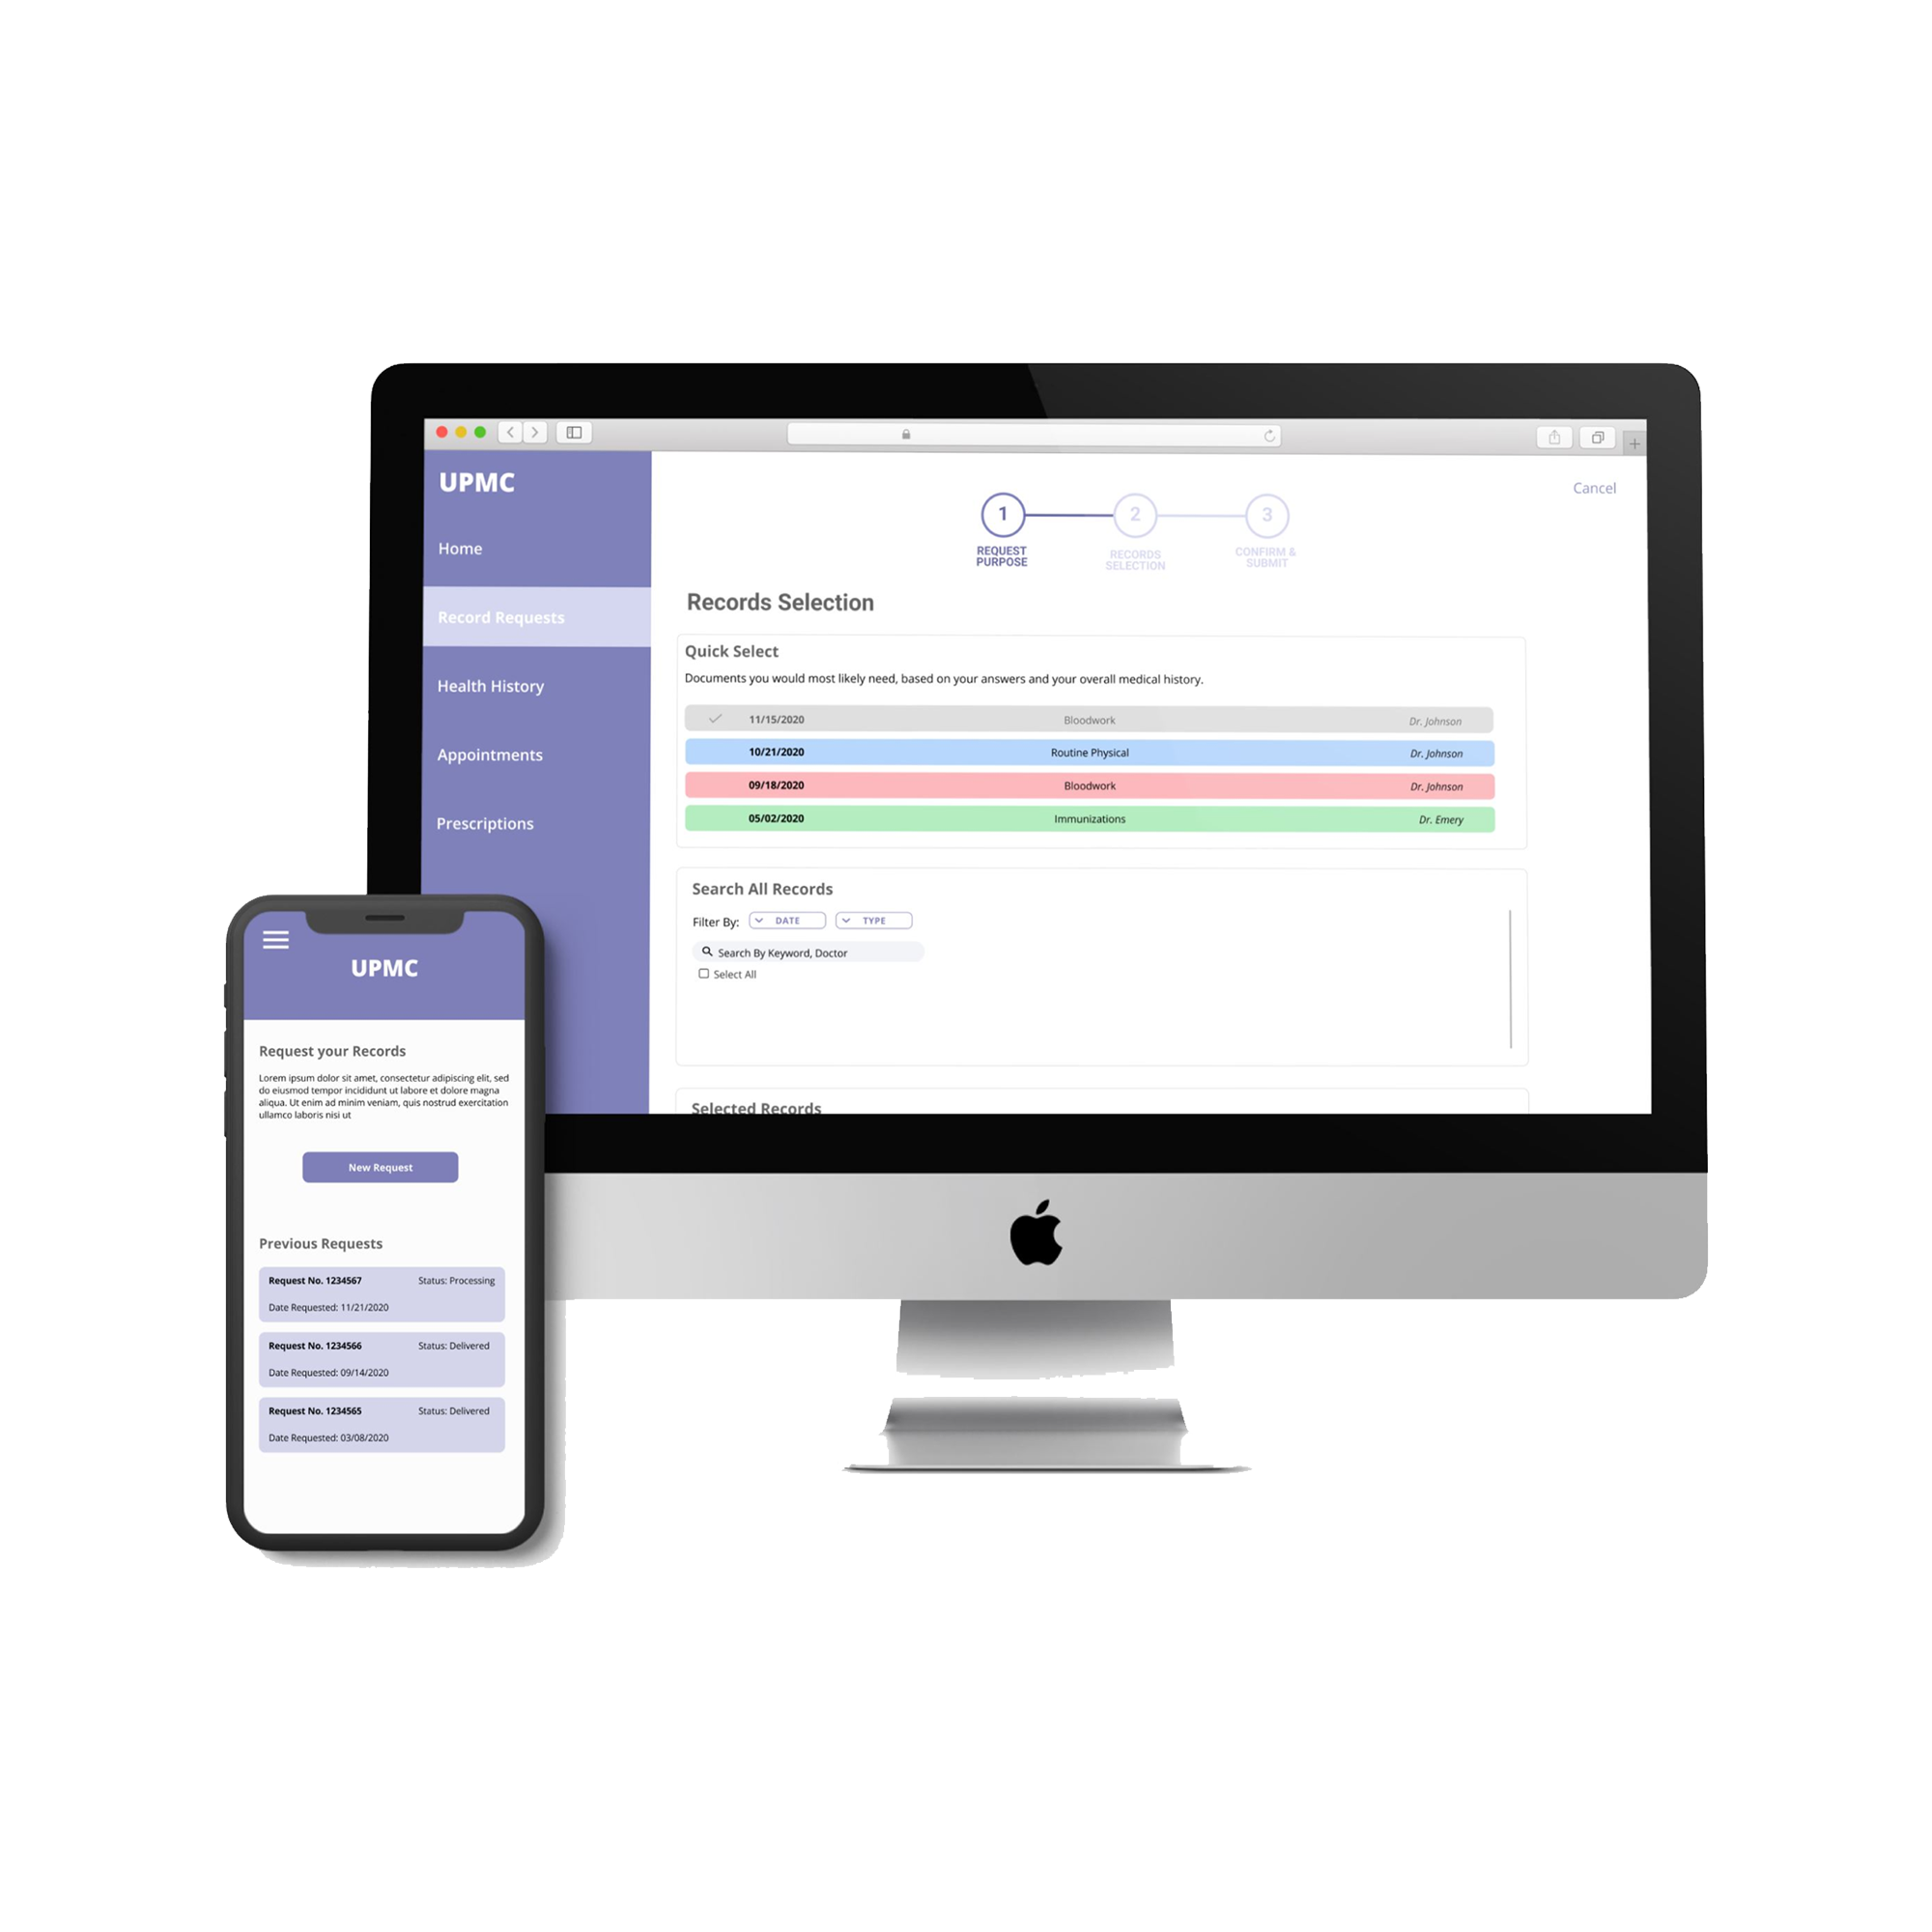 UPMC
Home
Record Requests
Health History
Appointments
Prescriptions
Cancel
1
2
3
REQUEST
PURPOSE
RECORDS
SELECTION
CONFIRM &
SUBMIT
Records Selection
Quick Select
Documents you would most likely need, based on your answers and your overall medical history.
11/15/2020 Bloodwork Dr. Johnson
10/21/2020 Routine Physical Dr. Johnson
09/18/2020 Bloodwork Dr. Johnson
05/02/2020 Immunizations Dr. Emery
Search All Records
Filter By: DATE TYPE
Search By Keyword, Doctor
Select All
Selected Records
UPMC
Request your Records
Lorem ipsum dolor sit amet, consectetur adipiscing elit, sed
do eiusmod tempor incididunt ut labore et dolore magna
aliqua. Ut enim ad minim veniam, quis nostrud exercitation
ullamco laboris nisi ut
New Request
Previous Requests
Request No. 1234567 Status: Processing
Date Requested: 11/21/2020
Request No. 1234566 Status: Delivered
Date Requested: 09/14/2020
Request No. 1234565 Status: Delivered
Date Requested: 03/08/2020